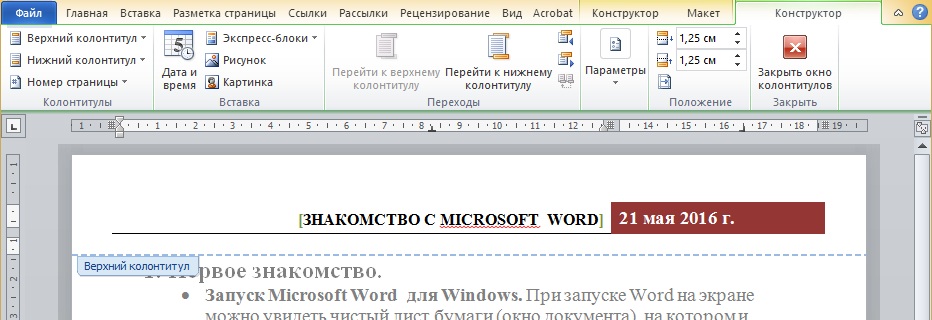 Файл Главная Вставка Разметка страницы Ссылки Рассылки Рецензирование Вид Acrobat Конструктор Макет Конструктор
Верхний колонтитул
Нижний колонтитул
Номер страницы
Колонтитулы
5
Дата и
время
Экспресс-блоки
Рисунок
Картинка
Вставка
Перейти к верхнему
колонтитулу
Перейти к нижнему
колонтитулу
Переходы
Параметры
1,25 см
1,25 см
Положение
Закрыть окно
колонтитулов
Закрыть
1 1 2 3 4 5 6 7 8 9 10 11 12 14 15 16 17 18 19
[ЗНАКОМСТВО С MICROSOFT WORD] 21 мая 2016 г.
Верхний колонтитул
1. Первое знакомство.
• Запуск Microsoft Word для Windows. При запуске Word на экране
можно увидеть чистый лист бумаги (окно документа), на котором и
1
1
2
3